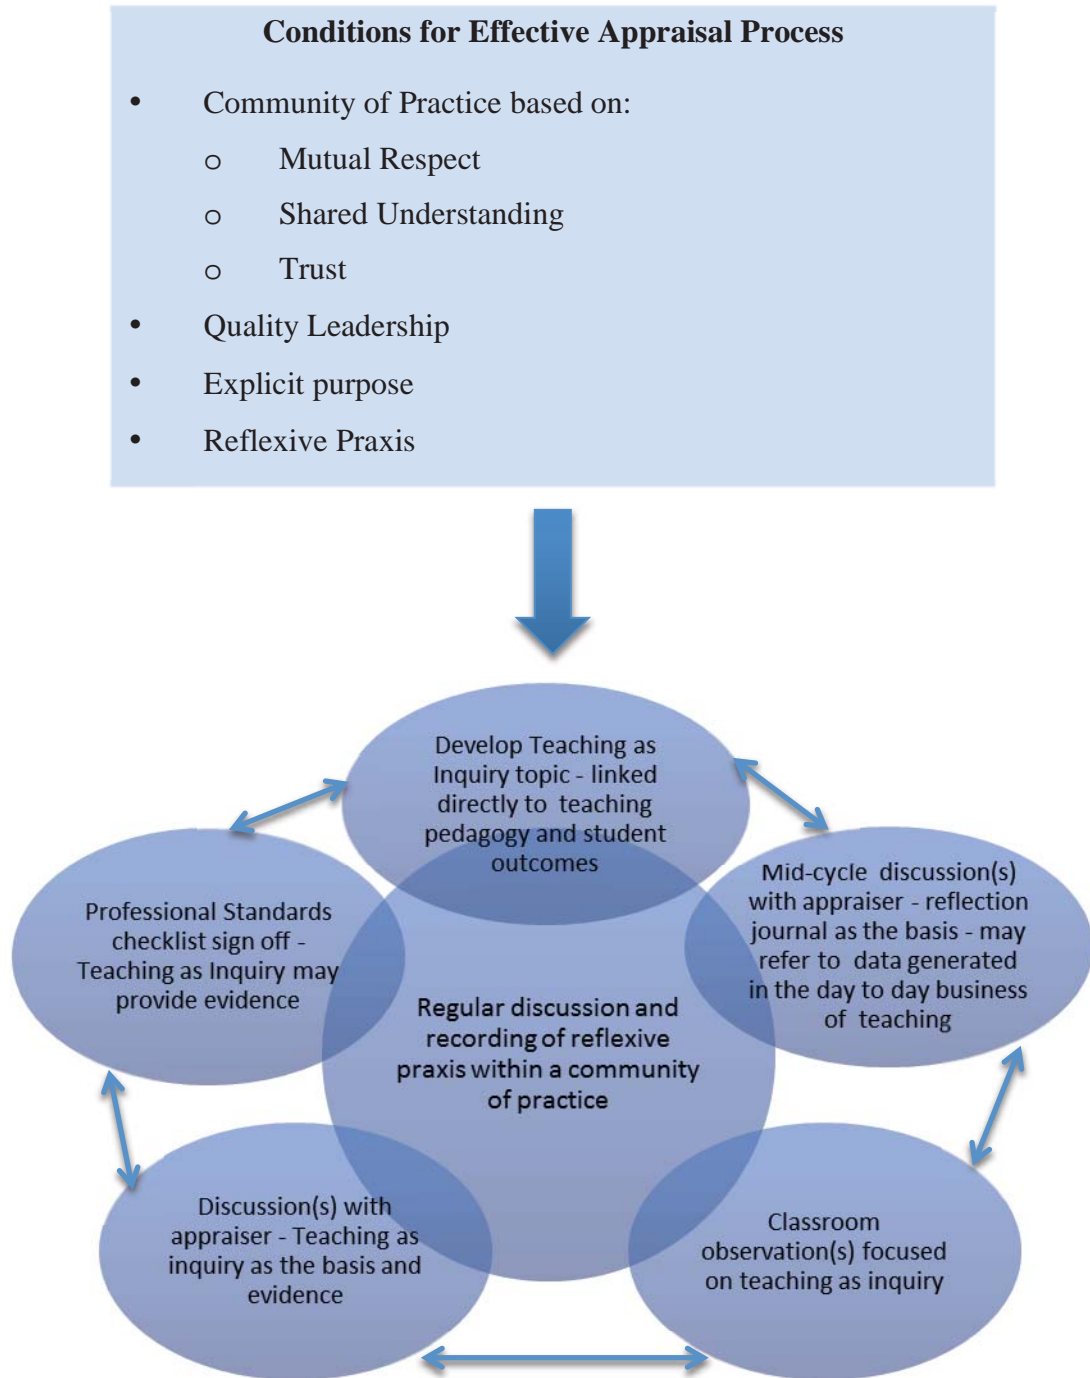 Conditions for Effective Appraisal Process
• Community of Practice based on:
o Mutual Respect
o Shared Understanding
o Trust
• Quality Leadership
• Explicit purpose
• Reflexive Praxis
Develop Teaching as
Inquiry topic - linked
directly to teaching
pedagogy and student
outcomes
Mid-cycle discussion(s)
with appraiser - reflection
journal as the basis - may
refer to data generated
in the day to day business
of teaching
Professional Standards
checklist sign off -
Teaching as Inquiry may
provide evidence
Regular discussion and
recording of reflexive
praxis within a community
of practice
Discussion(s) with
appraiser - Teaching as
inquiry as the basis and
evidence
Classroom
observation(s) focused
on teaching as inquiry